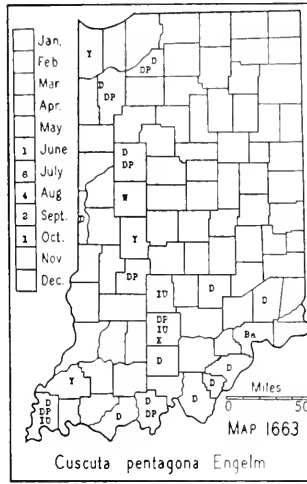 Jan.
Feb
Mar
Apr.
May
1 June
6 July
4 Aug
2 Sept.
1 Oct.
Nov
Dec.
Y
D
DP
D
DP
D
DP
W
D
Y
DP
IU
D
D
DP
IU
K
Ba
D
D
Y
D
D
D
DP
IU
D
D
DP
D
Miles
0 50
MAP 1663
Cuscuta pentagona Engelm